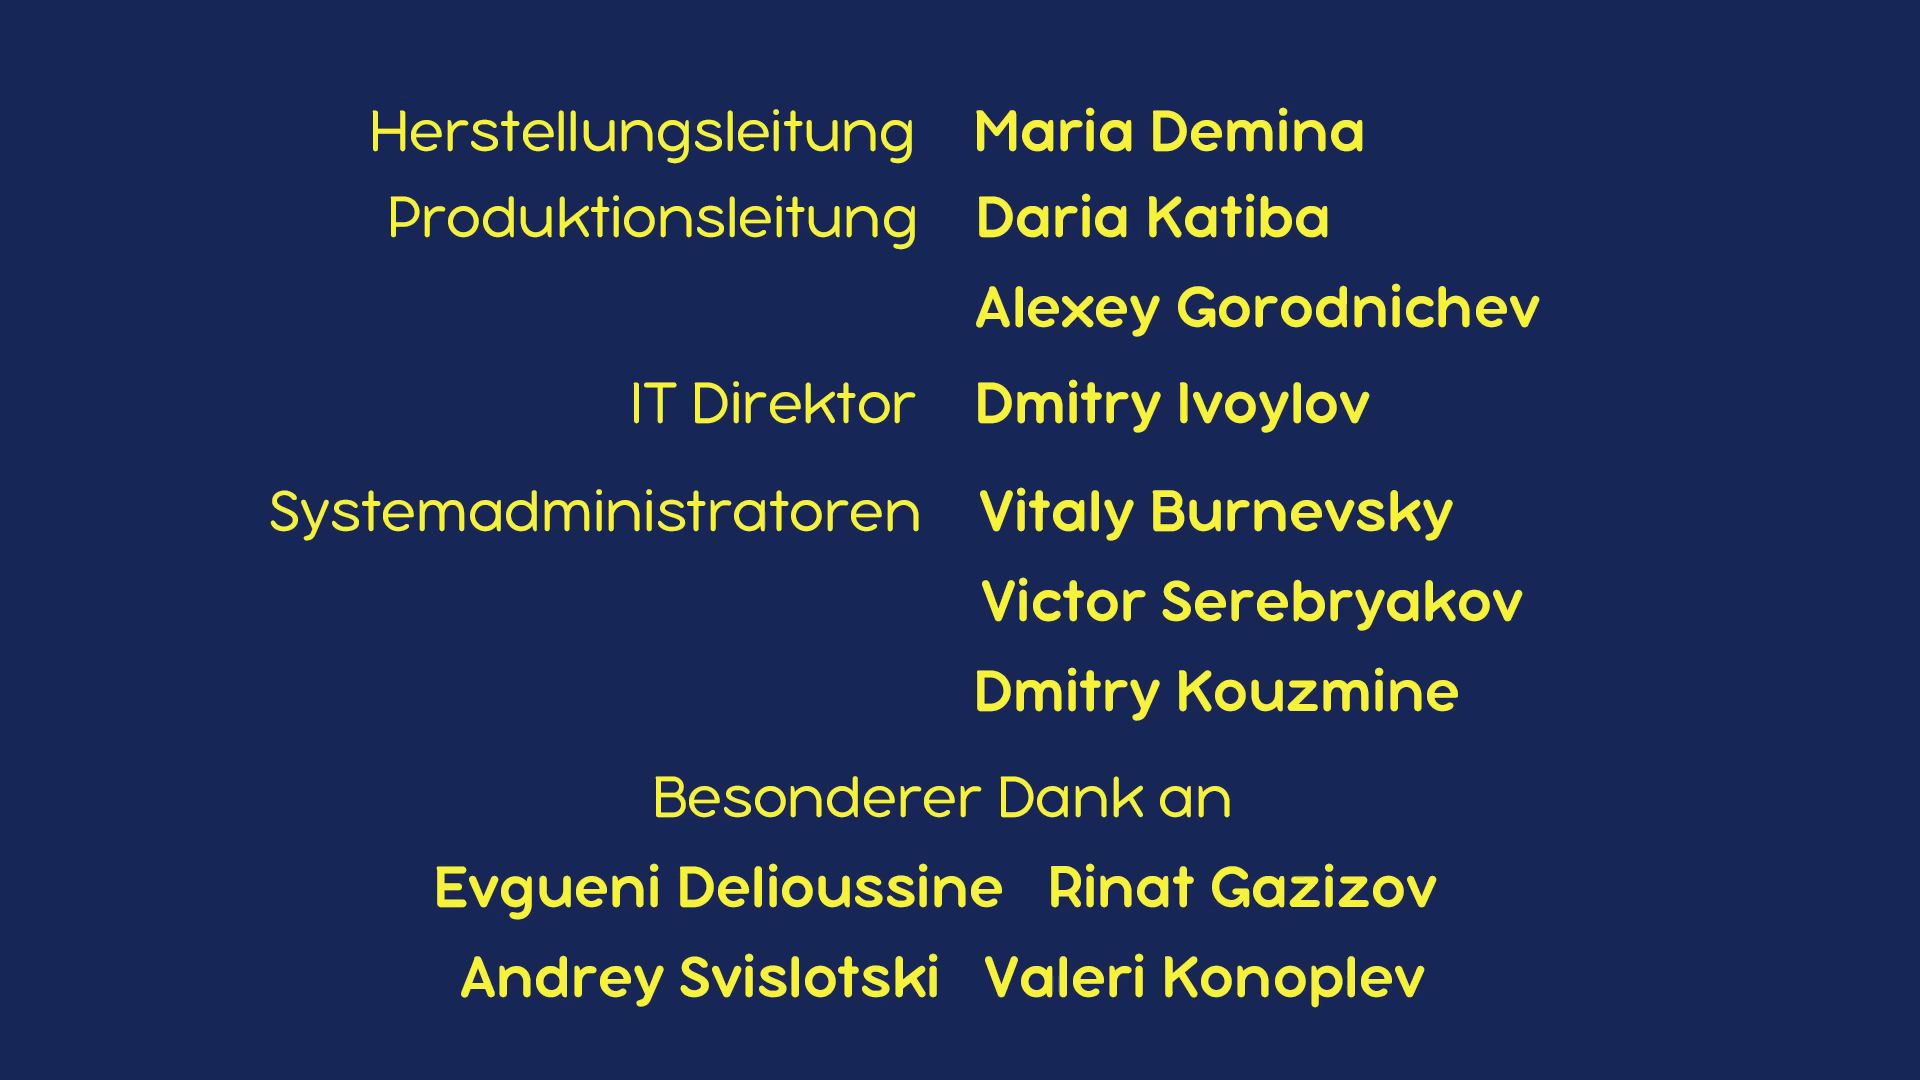 Herstellungsleitung Maria Demina
Produktionsleitung Daria Katiba
Alexey Gorodnichev
IT Direktor Dmitry Ivoylov
Systemadministratoren Vitaly Burnevsky
Victor Serebryakov
Dmitry Kouzmine
Besonderer Dank an
Evgueni Delioussine Rinat Gazizov
Andrey Svislotski Valeri Konoplev